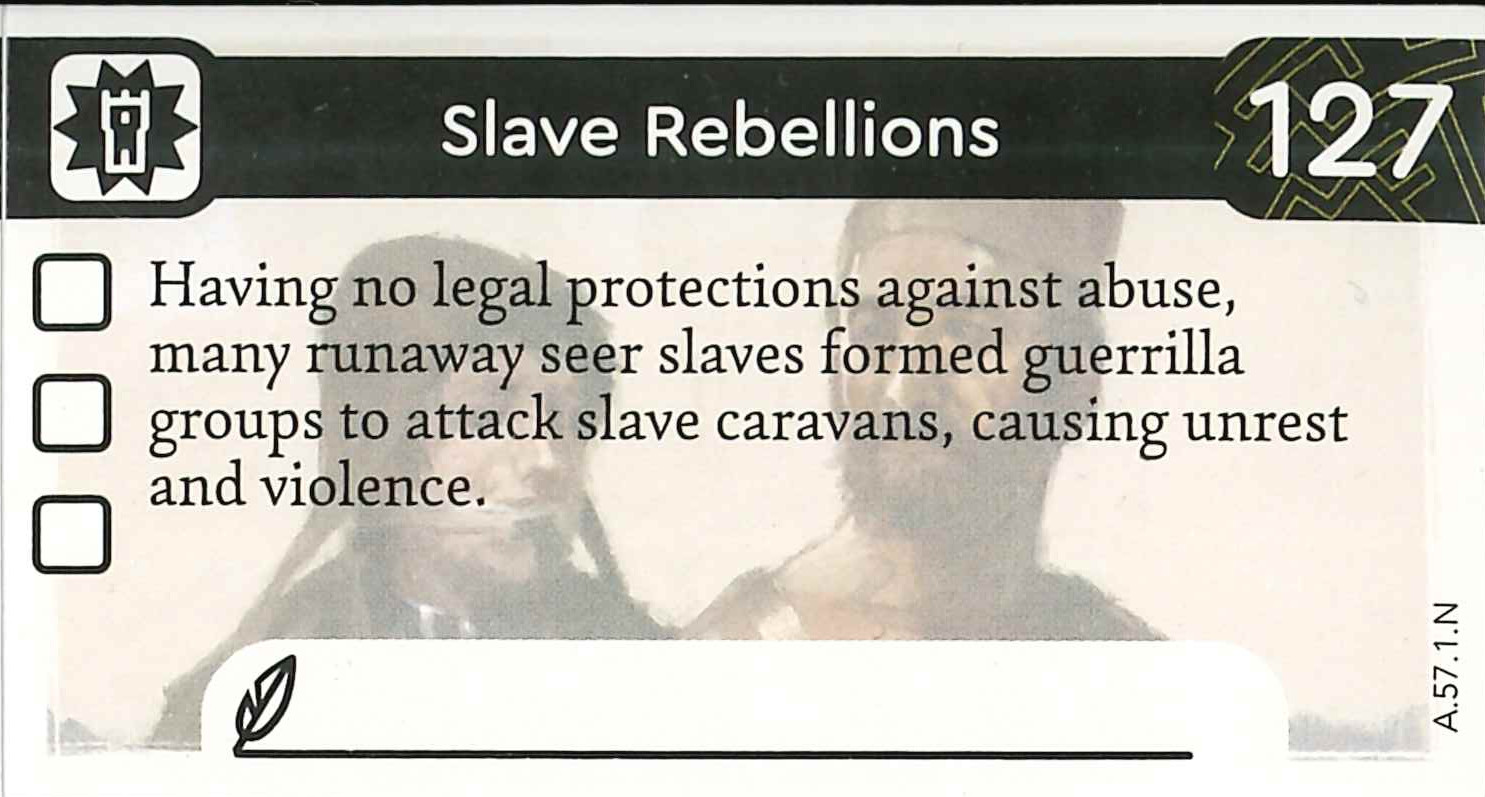 Slave Rebellions
127
Having no legal protections against abuse,
many runaway seer slaves formed guerrilla
groups to attack slave caravans, causing unrest
and violence.
A.57.1.N